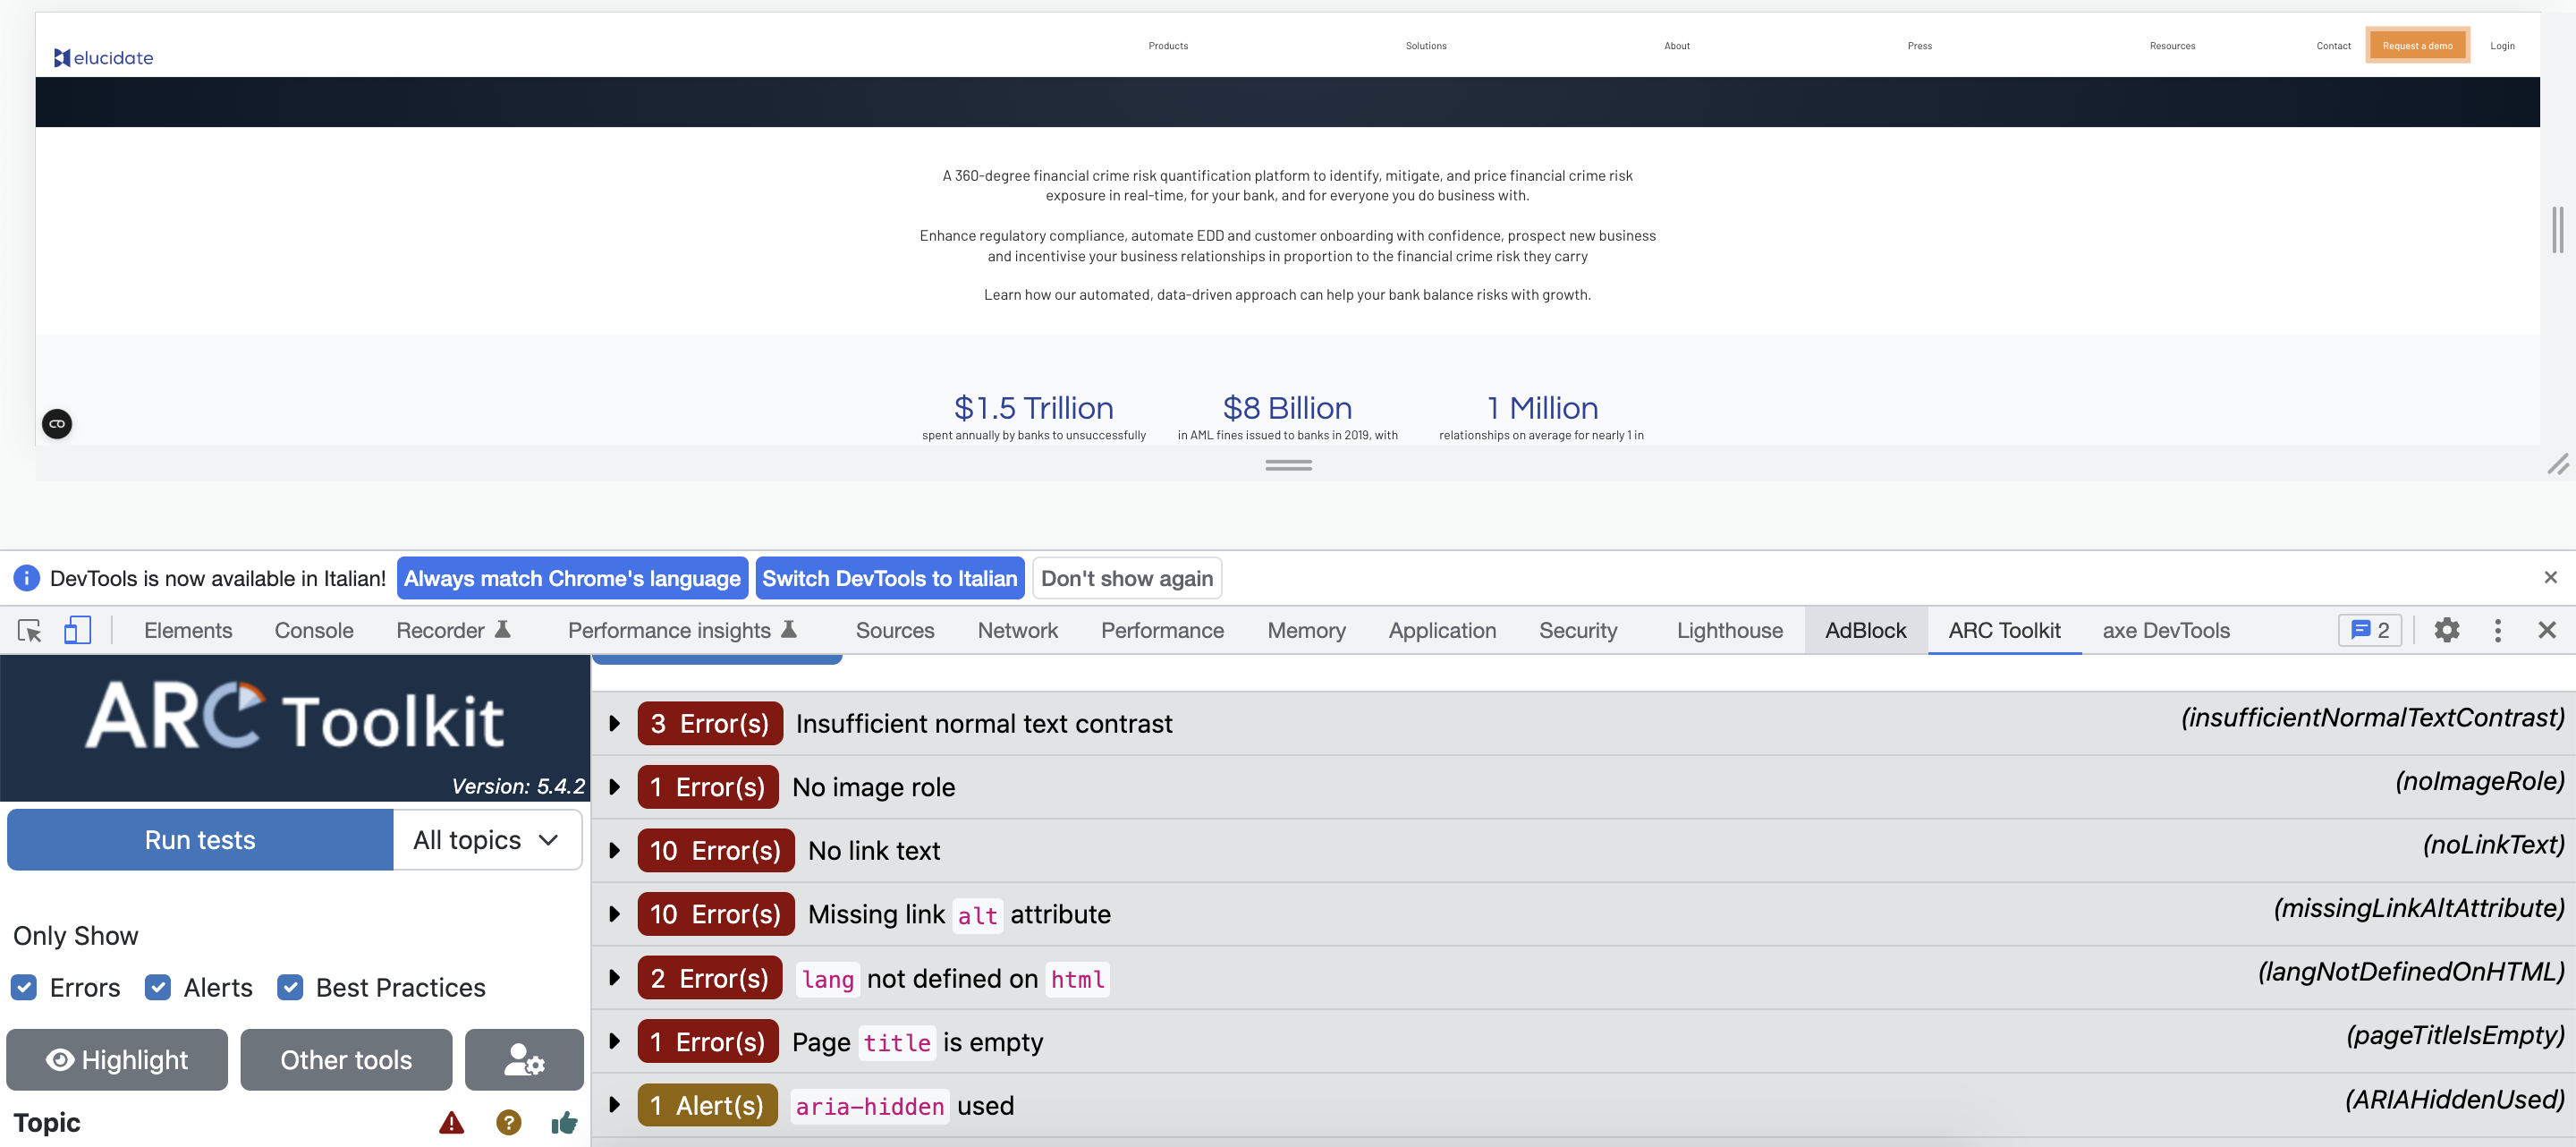 elucidate
Products Solutions About Press Resources Contact Request a demo Login
A 360-degree financial crime risk quantification platform to identify, mitigate, and price financial crime risk
exposure in real-time, for your bank, and for everyone you do business with.
Enhance regulatory compliance, automate EDD and customer onboarding with confidence, prospect new business
and incentivise your business relationships in proportion to the financial crime risk they carry
Learn how our automated, data-driven approach can help your bank balance risks with growth.
$1.5 Trillion $8 Billion 1 Million
spent annually by banks to unsuccessfully in AML fines issued to banks in 2019, with relationships on average for nearly 1 in
DevTools is now available in Italian! Always match Chrome's language Switch DevTools to Italian Don't show again
Elements Console Recorder Performance insights Sources Network Performance Memory Application Security Lighthouse AdBlock ARC Toolkit axe DevTools 2
ARC Toolkit
Version: 5.4.2
Run tests All topics
Only Show
Errors Alerts Best Practices
Highlight Other tools
Topic
3 Error(s) Insufficient normal text contrast (insufficientNormalTextContrast)
1 Error(s) No image role (noImageRole)
10 Error(s) No link text (noLinkText)
10 Error(s) Missing link alt attribute (missingLinkAltAttribute)
2 Error(s) lang not defined on html (langNotDefinedOnHTML)
1 Error(s) Page title is empty (pageTitleIsEmpty)
1 Alert(s) aria-hidden used (ARIAHiddenUsed)